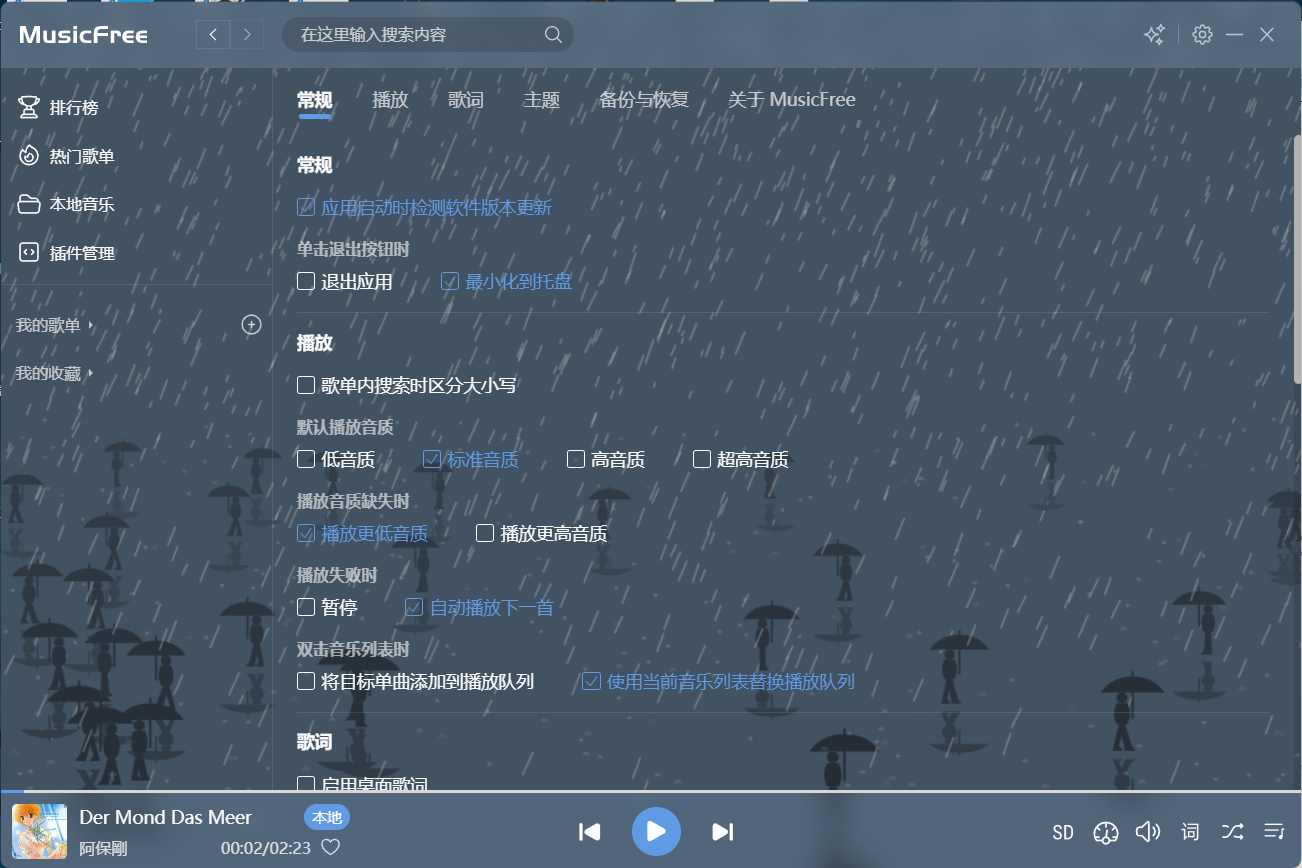 MusicFree
在这里输入搜索内容
排行榜
热门歌单
本地音乐
插件管理
我的歌单
我的收藏
常规 播放 歌词 主题 备份与恢复 关于 MusicFree
常规
应用启动时检测软件版本更新
单击退出按钮时
退出应用 最小化到托盘
播放
歌单内搜索时区分大小写
默认播放音质
低音质 标准音质 高音质 超高音质
播放音质缺失时
播放更低音质 播放更高音质
播放失败时
暂停 自动播放下一首
双击音乐列表时
将目标单曲添加到播放队列 使用当前音乐列表替换播放队列
歌词
启用桌面歌词
Der Mond Das Meer 本地
阿保剛 00:02/02:23
SD 词